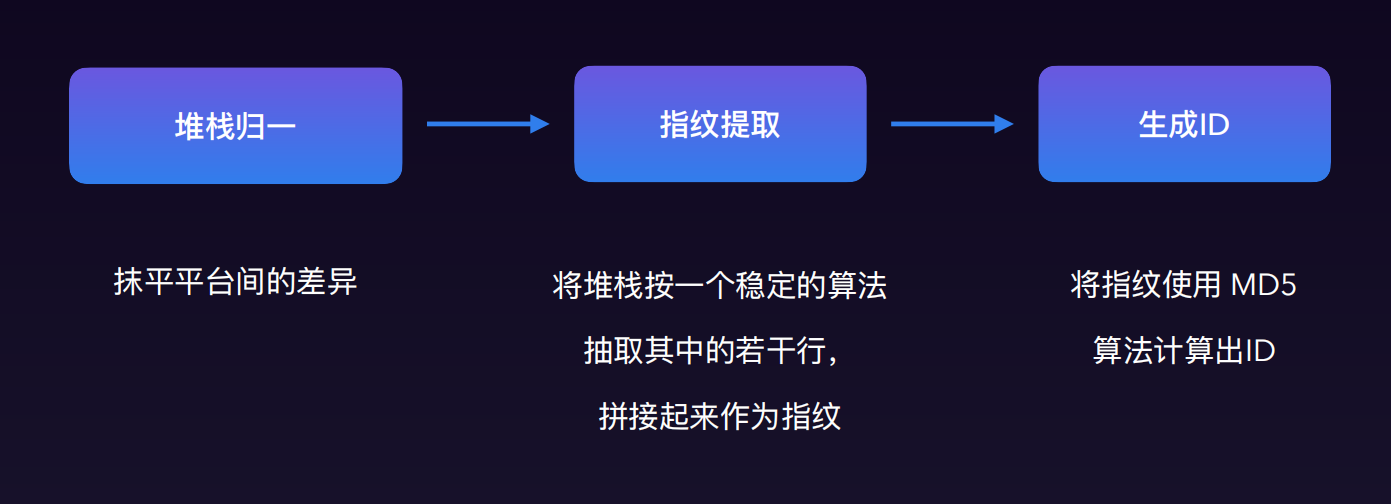 堆栈归一
指纹提取
生成ID
抹平平台间的差异
将堆栈按一个稳定的算法
抽取其中的若干行，
拼接起来作为指纹
将指纹使用 MD5
算法计算出ID